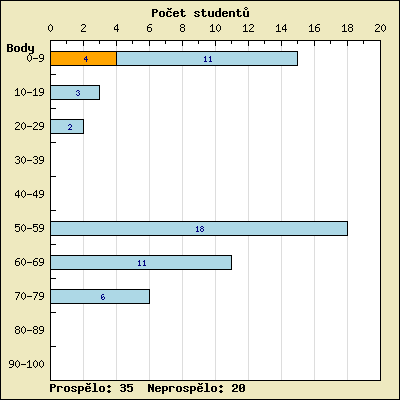 Počet studentů
0 2 4 6 8 10 12 14 16 18 20
Body
0-9 4 11
10-19 3
20-29 2
30-39
40-49
50-59 18
60-69 11
70-79 6
80-89
90-100
Prospělo: 35 Neprospělo: 20